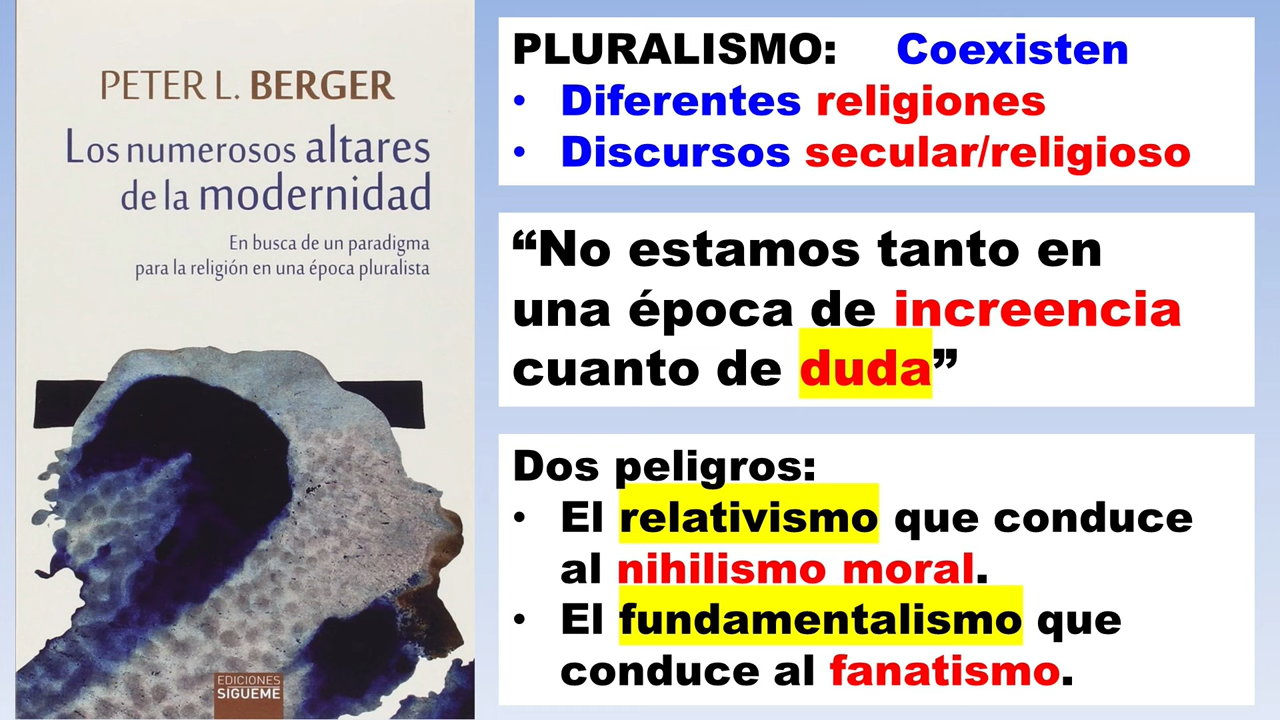 PETER L. BERGER
Los numerosos altares
de la modernidad
En busca de un paradigma
para la religión en una época pluralista
EDICIONES
SÍGUEME
PLURALISMO: Coexisten
• Diferentes religiones
• Discursos secular/religioso
“No estamos tanto en
una época de increencia
cuanto de duda”
Dos peligros:
• El relativismo que conduce
al nihilismo moral.
• El fundamentalismo que
conduce al fanatismo.